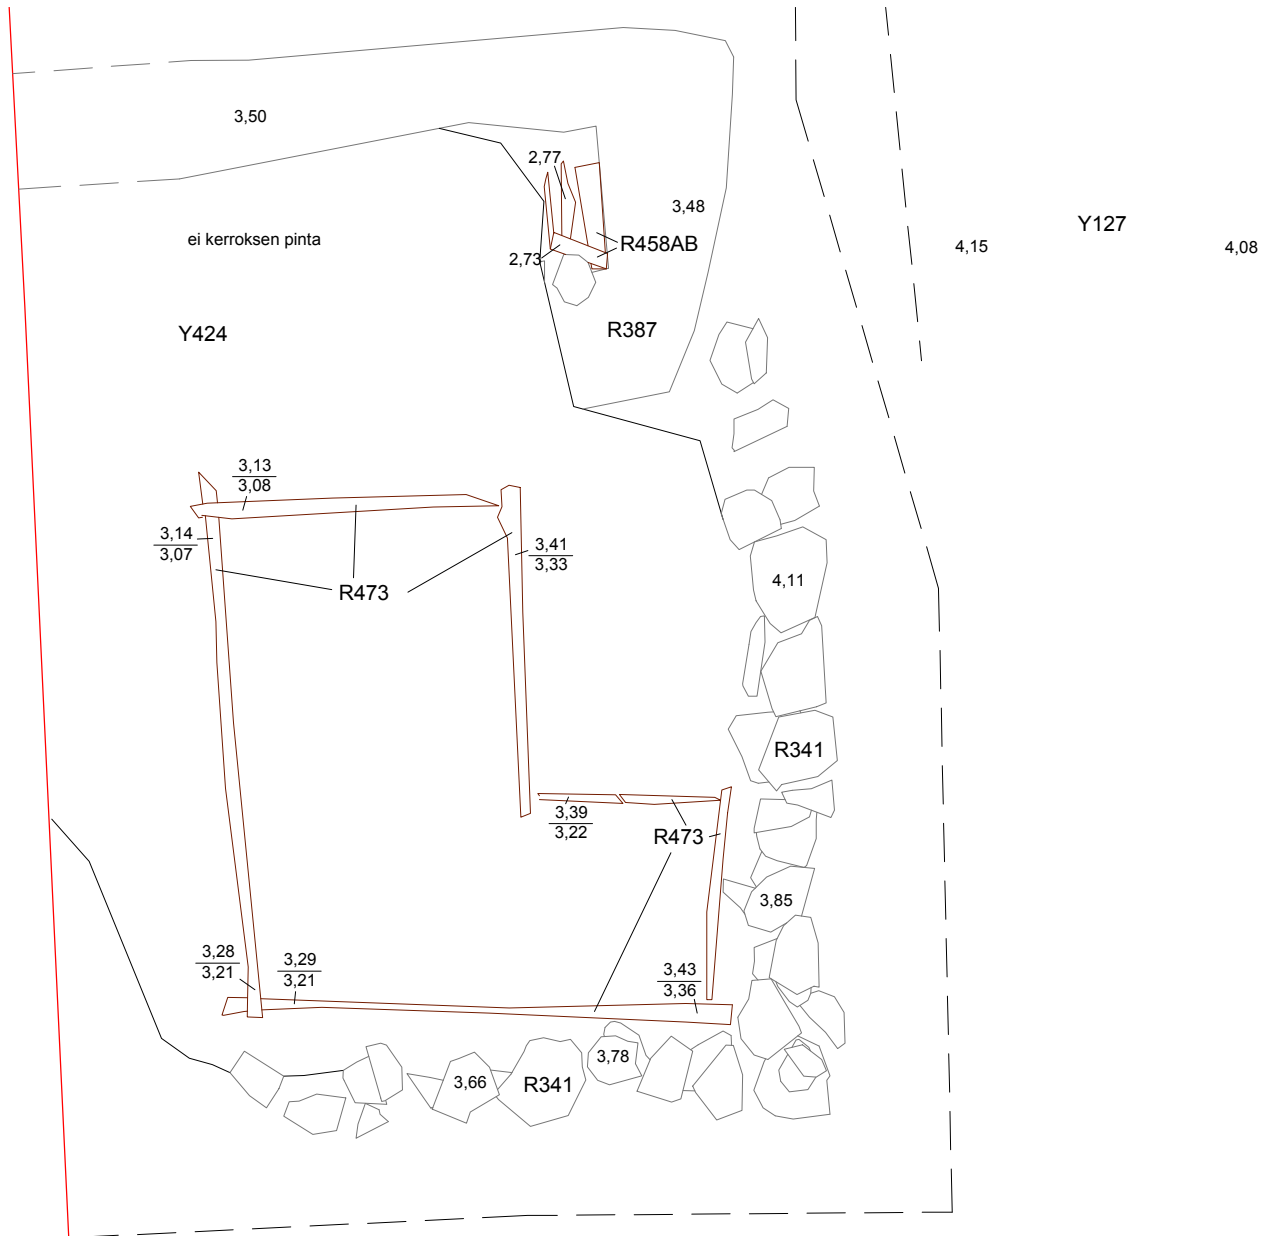 3,50
2,77
3,48
Y127
ei kerroksen pinta
R458AB
4,15
4,08
2,73
Y424
R387
3,13
3,08
3,14
3,07
3,41
3,33
4,11
R473
R341
3,39
3,22
R473
3,85
3,28
3,21
3,29
3,21
3,43
3,36
3,78
3,66
R341